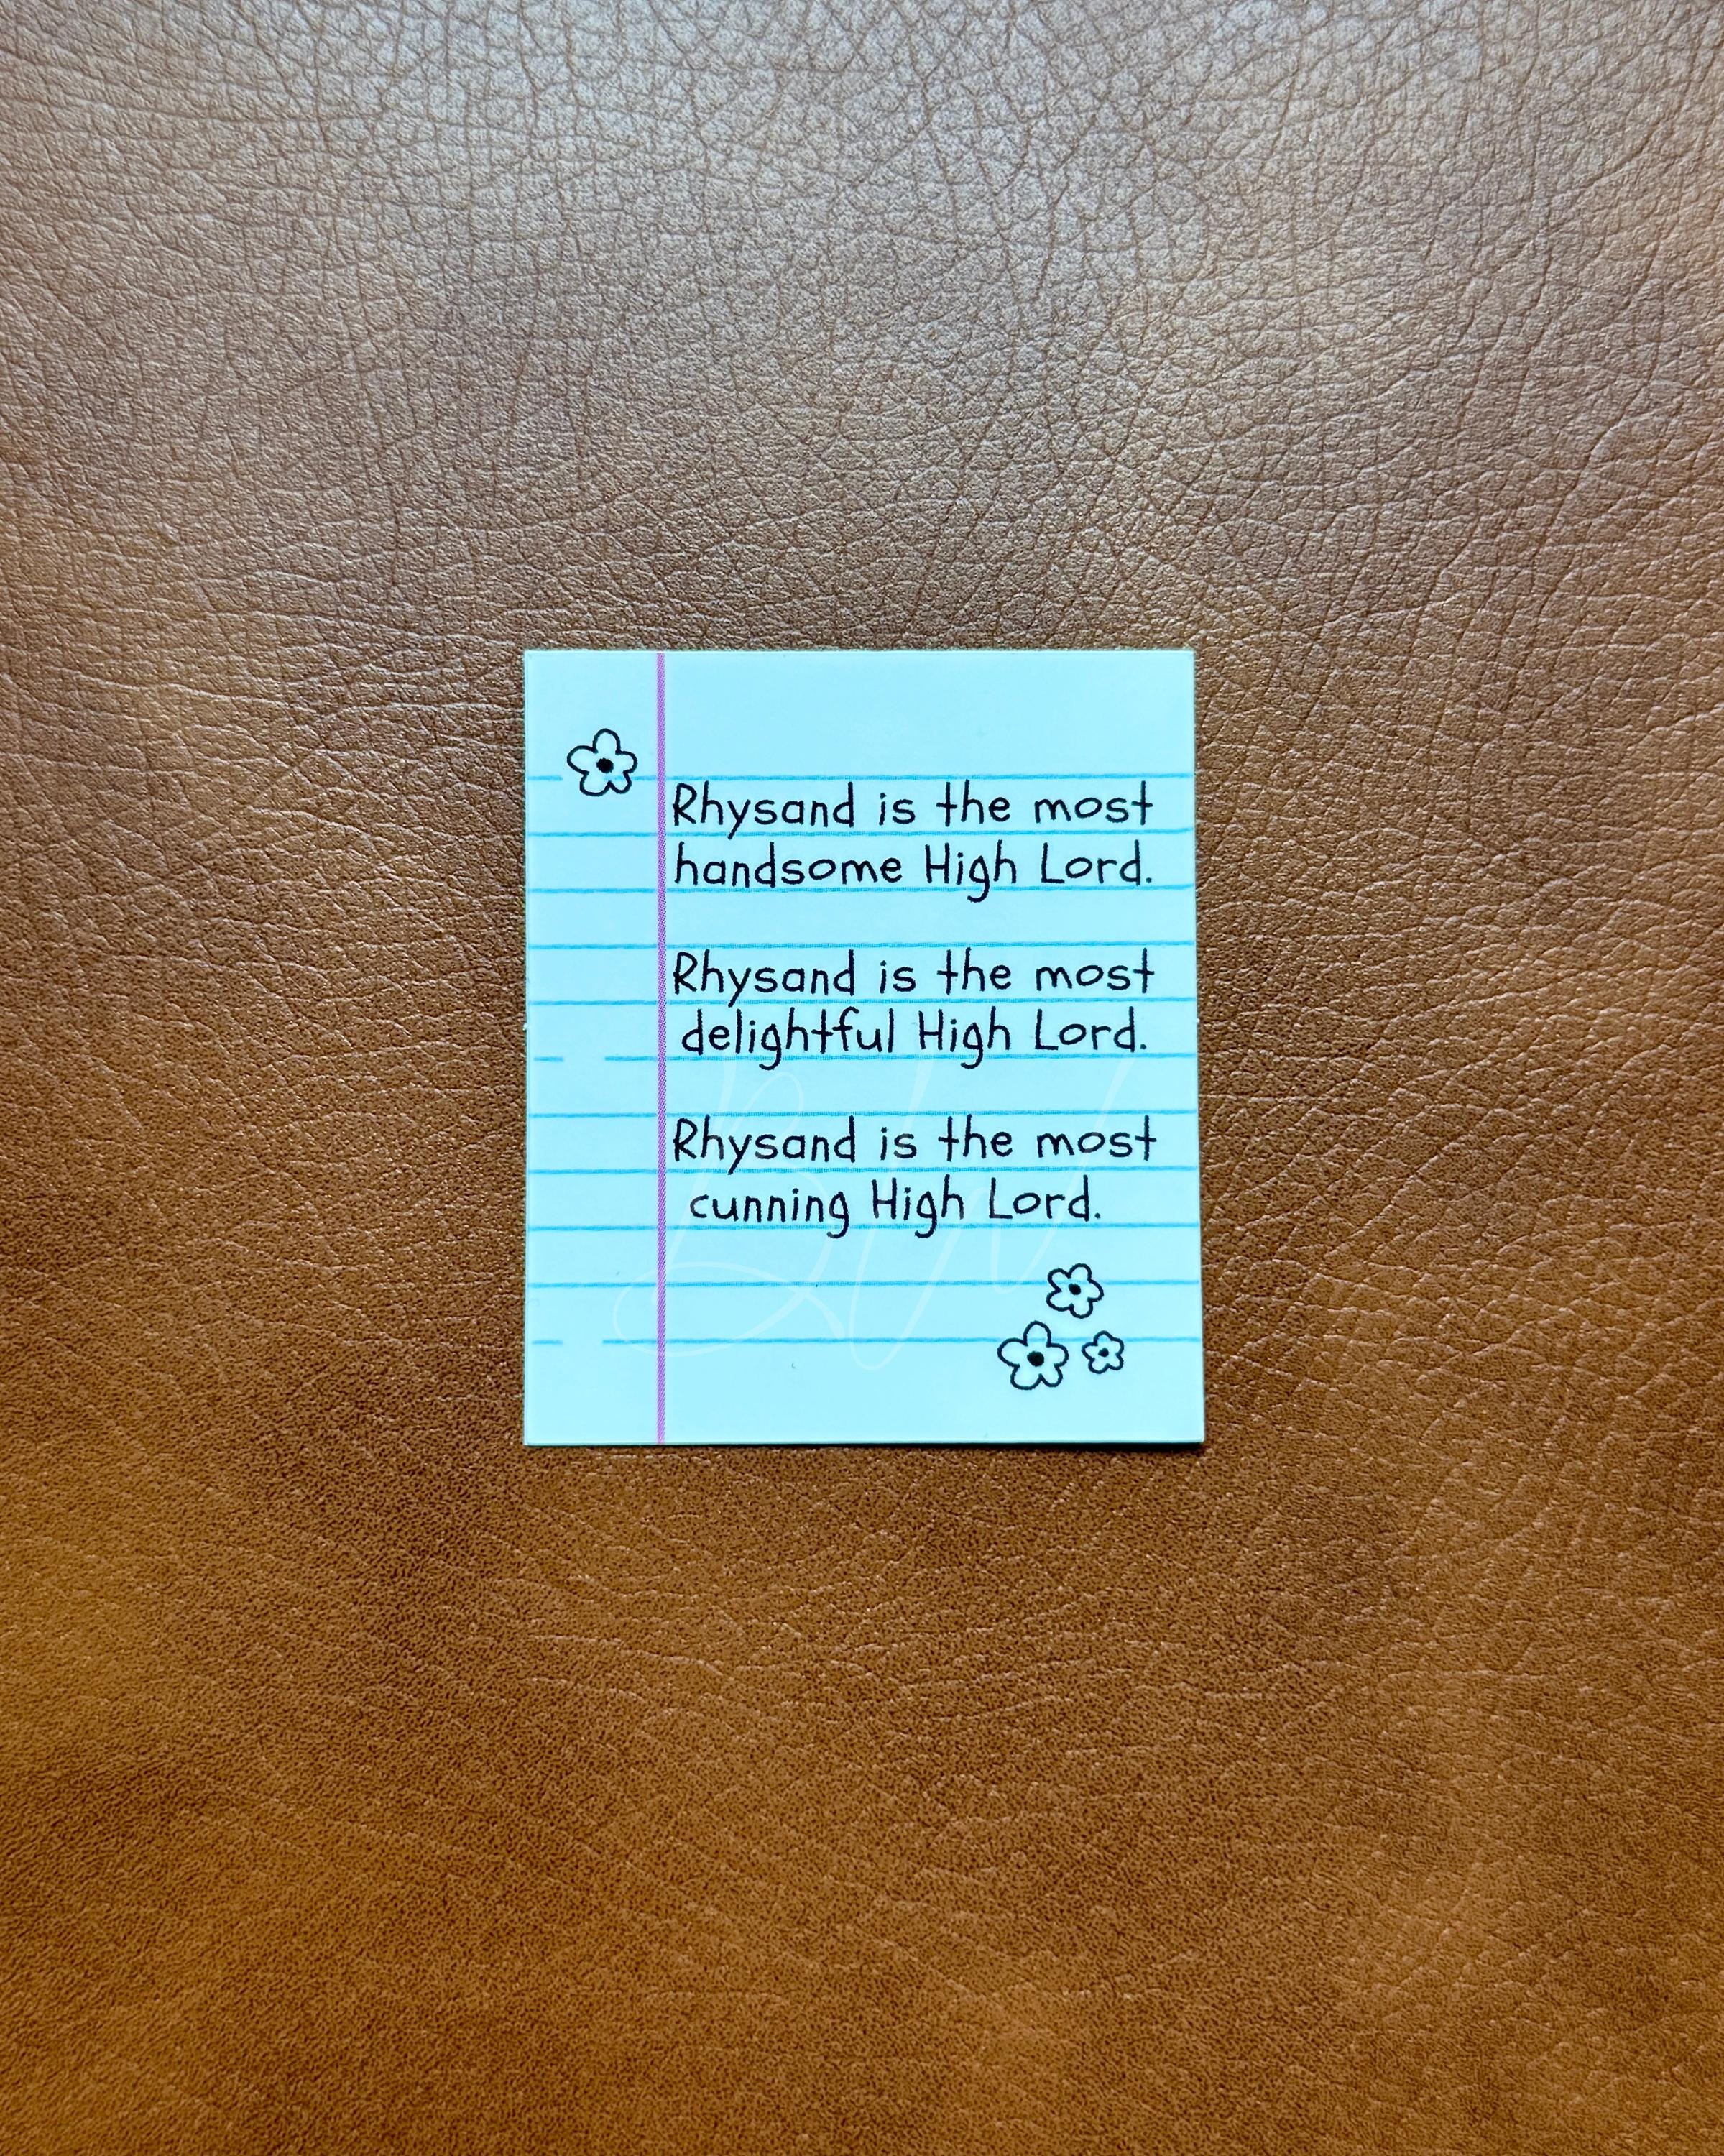 Rhysand is the most
handsome High Lord.
Rhysand is the most
delightful High Lord.
Rhysand is the most
cunning High Lord.